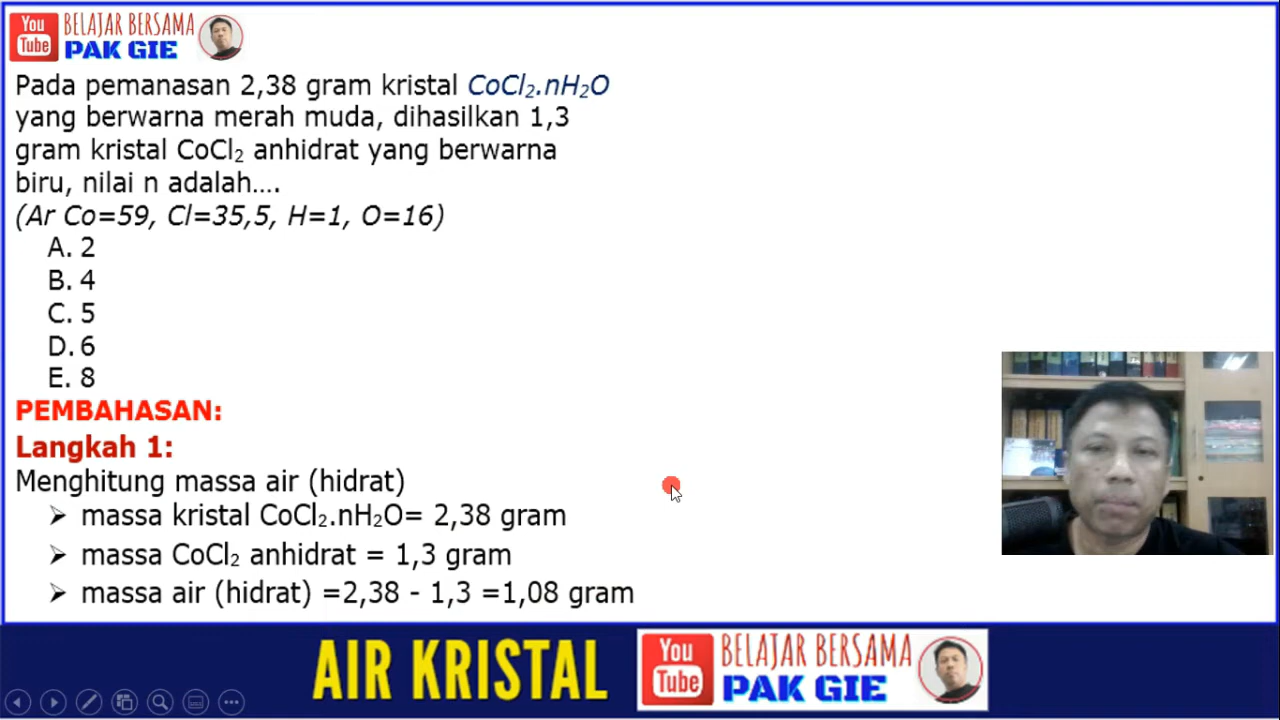 You
Tube
BELAJAR BERSAMA
PAK GIE
Pada pemanasan 2,38 gram kristal CoCl₂.nH₂O
yang berwarna merah muda, dihasilkan 1,3
gram kristal CoCl₂ anhidrat yang berwarna
biru, nilai n adalah….
(Ar Co=59, Cl=35,5, H=1, O=16)
A. 2
B. 4
C. 5
D. 6
E. 8
PEMBAHASAN:
Langkah 1:
Menghitung massa air (hidrat)
➢ massa kristal CoCl₂.nH₂O= 2,38 gram
➢ massa CoCl₂ anhidrat = 1,3 gram
➢ massa air (hidrat) =2,38 - 1,3 =1,08 gram
AIR KRISTAL
You
Tube
BELAJAR BERSAMA
PAK GIE